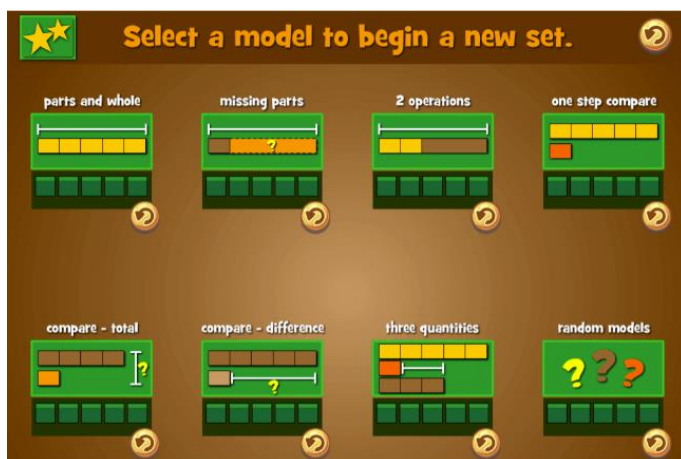 Select a model to begin a new set.
parts and whole
missing parts
2 operations
one step compare
?
compare - total
compare - difference
three quantities
random models
?
?
? ? ?